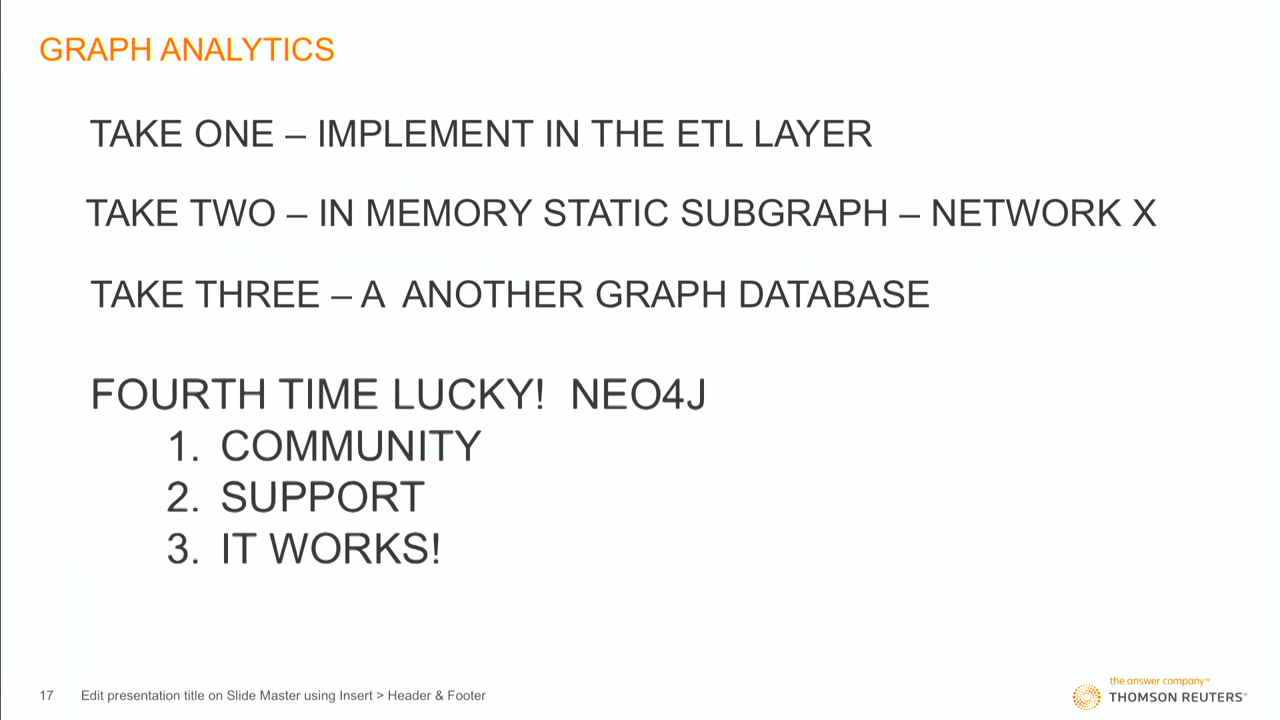 GRAPH ANALYTICS
TAKE ONE – IMPLEMENT IN THE ETL LAYER
TAKE TWO – IN MEMORY STATIC SUBGRAPH – NETWORK X
TAKE THREE – A  ANOTHER GRAPH DATABASE
FOURTH TIME LUCKY!  NEO4J
1. COMMUNITY
2. SUPPORT
3. IT WORKS!
17 Edit presentation title on Slide Master using Insert > Header & Footer
the answer company™
THOMSON REUTERS®